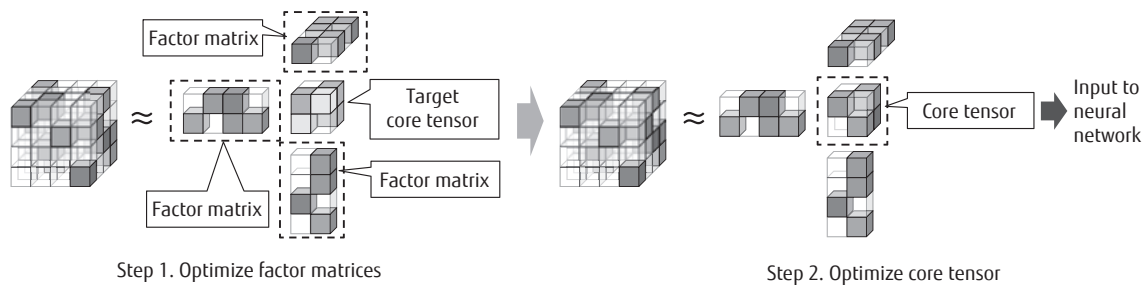 Factor matrix
≈
Target
core tensor
Factor matrix
Factor matrix
Step 1. Optimize factor matrices
≈
Core tensor
Input to
neural
network
Step 2. Optimize core tensor